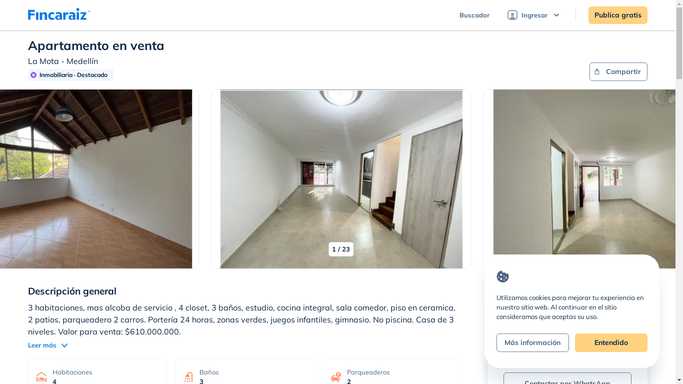 Fincaraiz
Buscador
Ingresar
Publica gratis
Apartamento en venta
La Mota - Medellín
Inmobiliaria · Destacado
Compartir
1 / 23
Descripción general
3 habitaciones, mas alcoba de servicio , 4 closet, 3 baños, estudio, cocina integral, sala comedor, piso en ceramica,
2 patios, parqueadero 2 carros. Portería 24 horas, zonas verdes, juegos infantiles, gimnasio. No piscina. Casa de 3
niveles. Valor para venta: $610.000.000.
Leer más
Habitaciones
4
Baños
3
Parqueaderos
2
Utilizamos cookies para mejorar tu experiencia en
nuestro sitio web. Al continuar en el sitio
consideramos que aceptas su uso.
Más información
Entendido
Contactar por WhatsApp